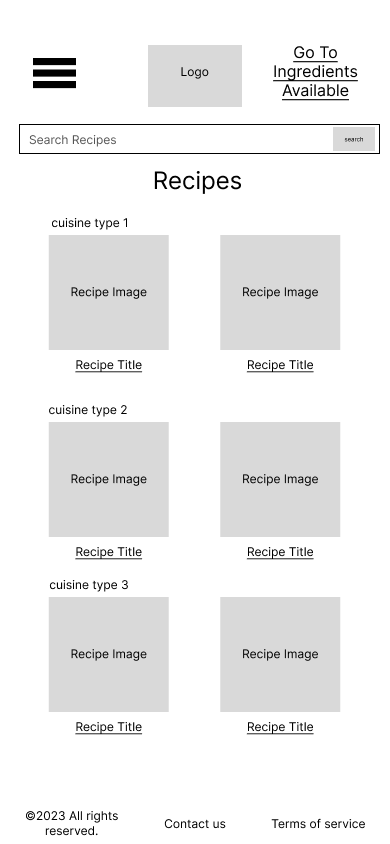 Logo
Go To
Ingredients
Available
Search Recipes
search
Recipes
cuisine type 1
Recipe Image
Recipe Image
Recipe Title
Recipe Title
cuisine type 2
Recipe Image
Recipe Image
Recipe Title
Recipe Title
cuisine type 3
Recipe Image
Recipe Image
Recipe Title
Recipe Title
©2023 All rights
reserved.
Contact us
Terms of service